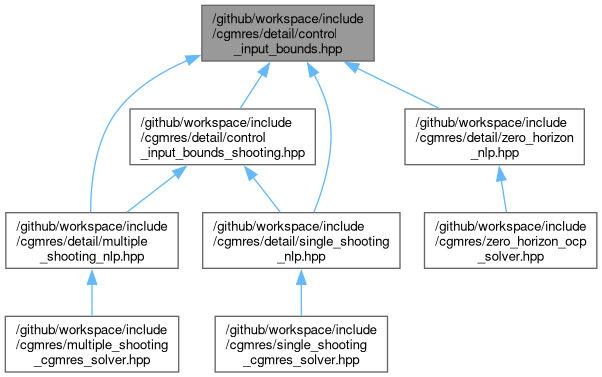 /github/workspace/include
/cgmres/detail/control
_input_bounds.hpp
/github/workspace/include
/cgmres/detail/control
_input_bounds_shooting.hpp
/github/workspace/include
/cgmres/detail/zero_horizon
_nlp.hpp
/github/workspace/include
/cgmres/detail/multiple
_shooting_nlp.hpp
/github/workspace/include
/cgmres/detail/single_shooting
_nlp.hpp
/github/workspace/include
/cgmres/zero_horizon_ocp
_solver.hpp
/github/workspace/include
/cgmres/multiple_shooting
_cgmres_solver.hpp
/github/workspace/include
/cgmres/single_shooting
_cgmres_solver.hpp